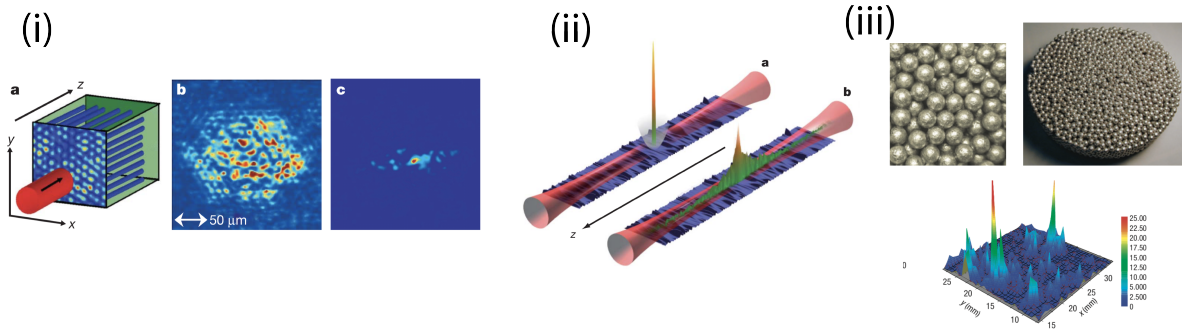 (i)
a
z
y
x
b
50 μm
c
(ii)
a
b
z
(iii)
25.00
22.50
20.00
17.50
15.00
12.50
10.00
7.500
5.000
2.500
0
0
25
20
15
10
y (mm)
30
25
20
15
x (mm)